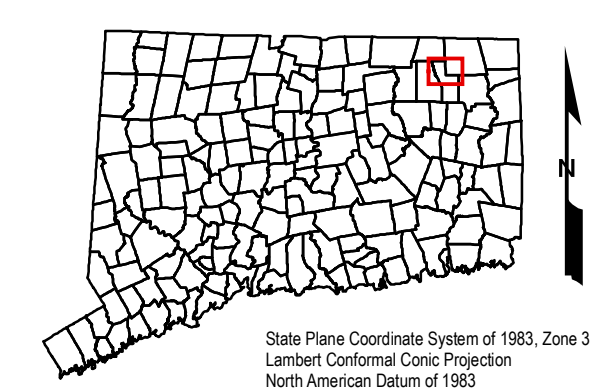 N
State Plane Coordinate System of 1983, Zone 3
Lambert Conformal Conic Projection
North American Datum of 1983